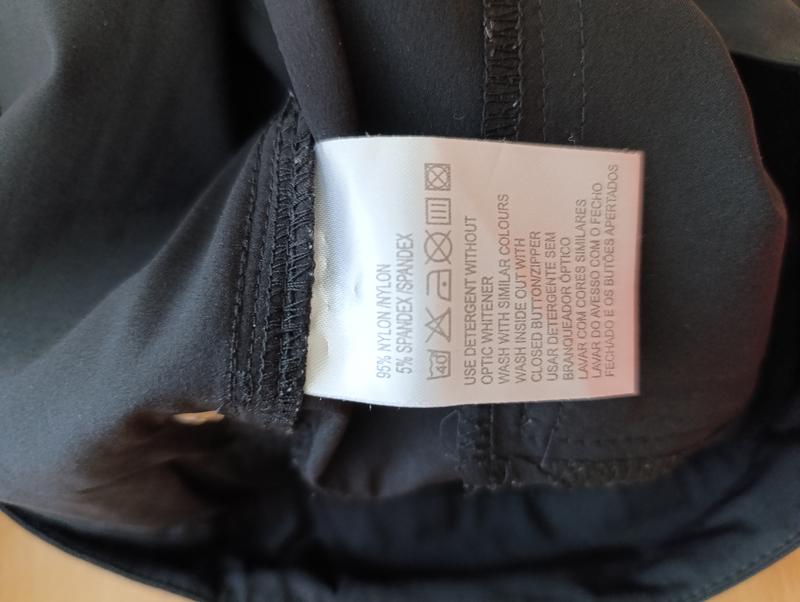 95% NYLON /NYLON
5% SPANDEX /SPANDEX
40
USE DETERGENT WITHOUT
OPTIC WHITENER
WASH WITH SIMILAR COLOURS
WASH INSIDE OUT WITH
CLOSED BUTTON/ZIPPER
USAR DETERGENTE SEM
BRANQUEADOR ÓPTICO
LAVAR COM CORES SIMILARES
LAVAR DO AVESSO COM O FECHO
FECHADO E OS BUTÕES APERTADOS